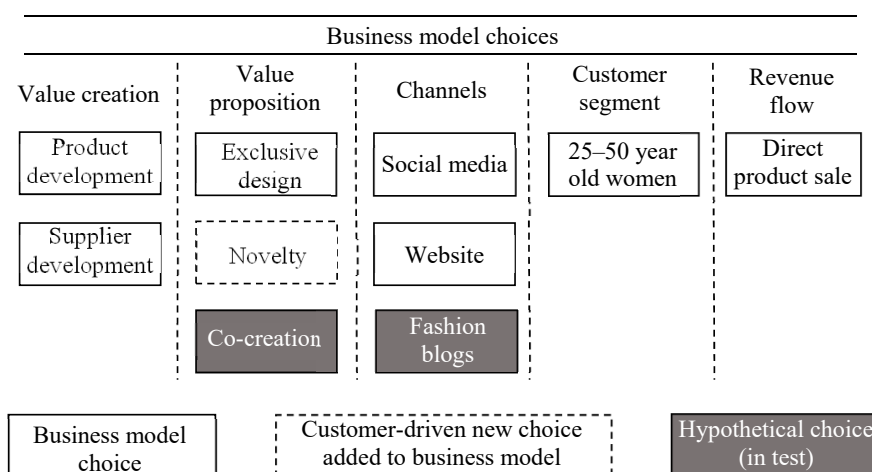 Business model choices
Value creation
Value
proposition
Channels
Customer
segment
Revenue
flow
Product
development
Exclusive
design
Social media
25–50 year
old women
Direct
product sale
Supplier
development
Novelty
Website
Co-creation
Fashion
blogs
Business model
choice
Customer-driven new choice
added to business model
Hypothetical choice
(in test)